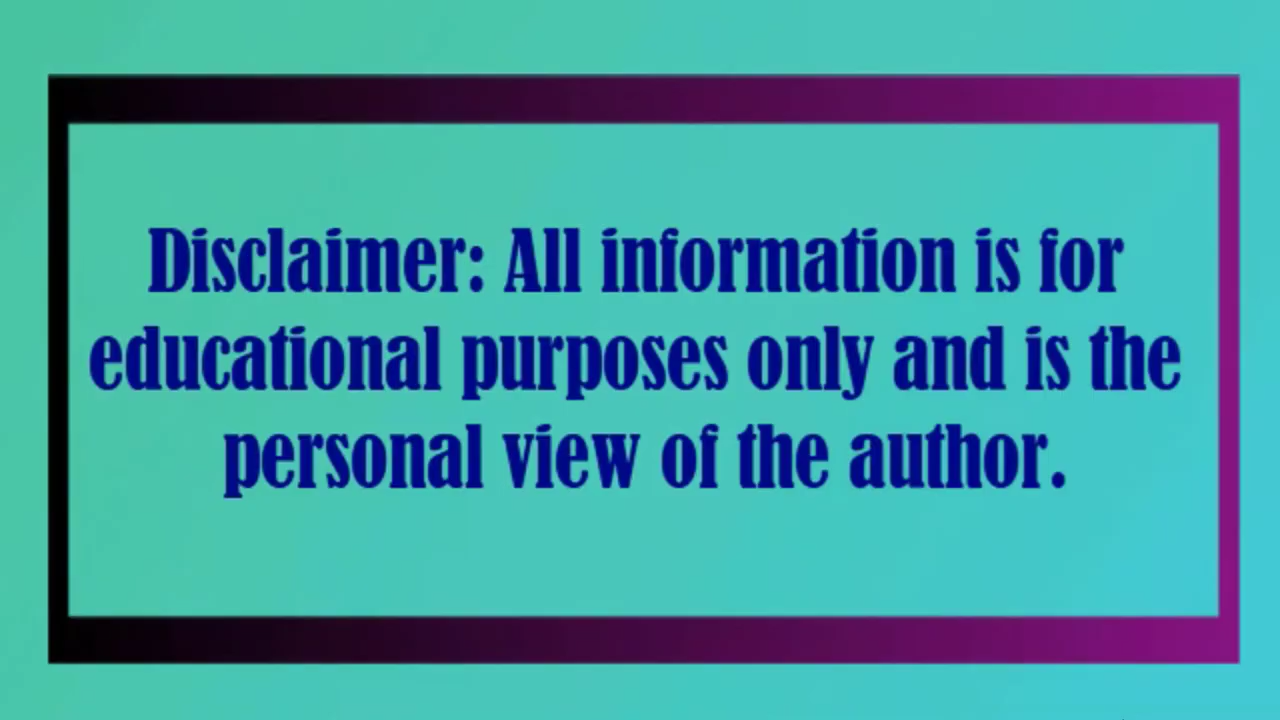 Disclaimer: All information is for
educational purposes only and is the
personal view of the author.